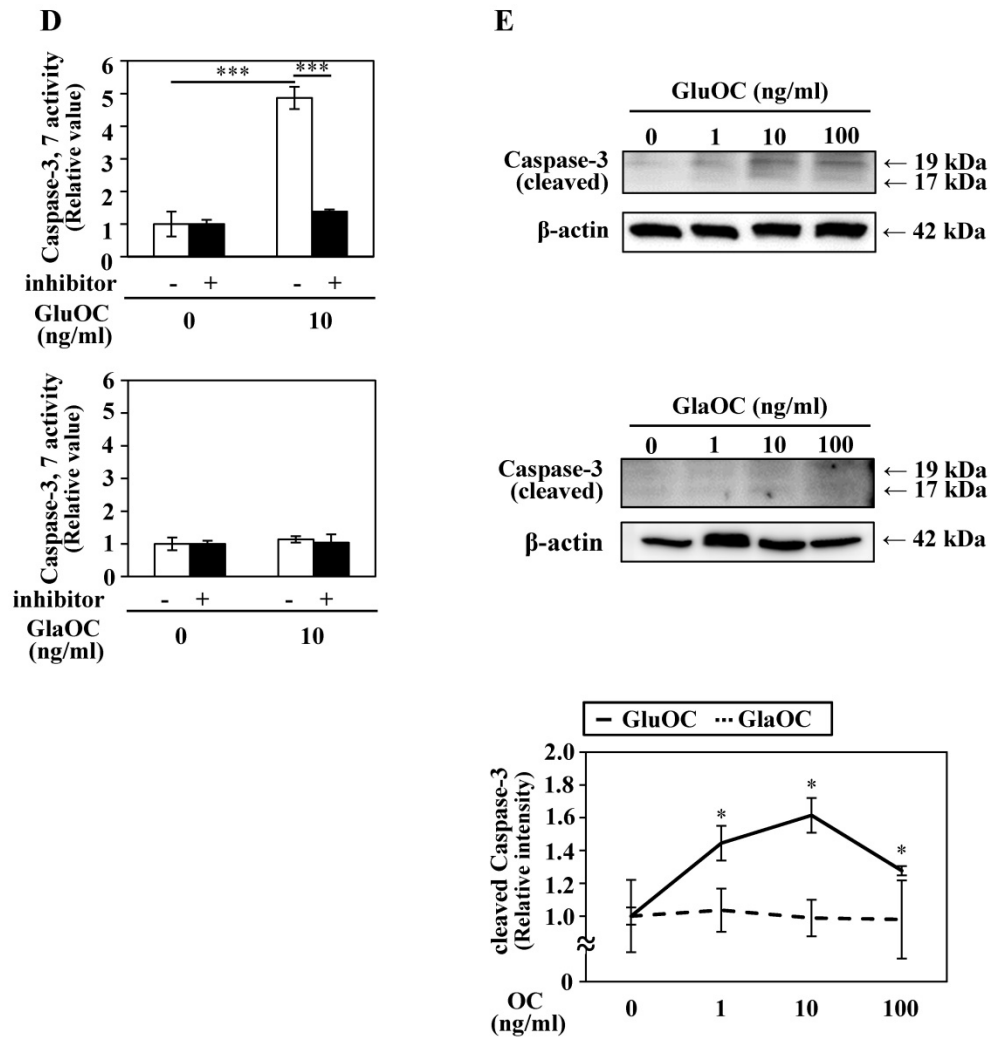 D
Caspase-3, 7 activity
(Relative value)
6
5
4
3
2
1
0
***
***
inhibitor - + - +
GluOC
(ng/ml)
0 10
Caspase-3, 7 activity
(Relative value)
6
5
4
3
2
1
0
inhibitor - + - +
GlaOC
(ng/ml)
0 10
E
GluOC (ng/ml)
0 1 10 100
Caspase-3
(cleaved)
← 19 kDa
← 17 kDa
β-actin
← 42 kDa
GlaOC (ng/ml)
0 1 10 100
Caspase-3
(cleaved)
← 19 kDa
← 17 kDa
β-actin
← 42 kDa
GluOC GlaOC
cleaved Caspase-3
(Relative intensity)
2.0
1.8
1.6
1.4
1.2
1.0
0
* * *
OC
(ng/ml)
0 1 10 100